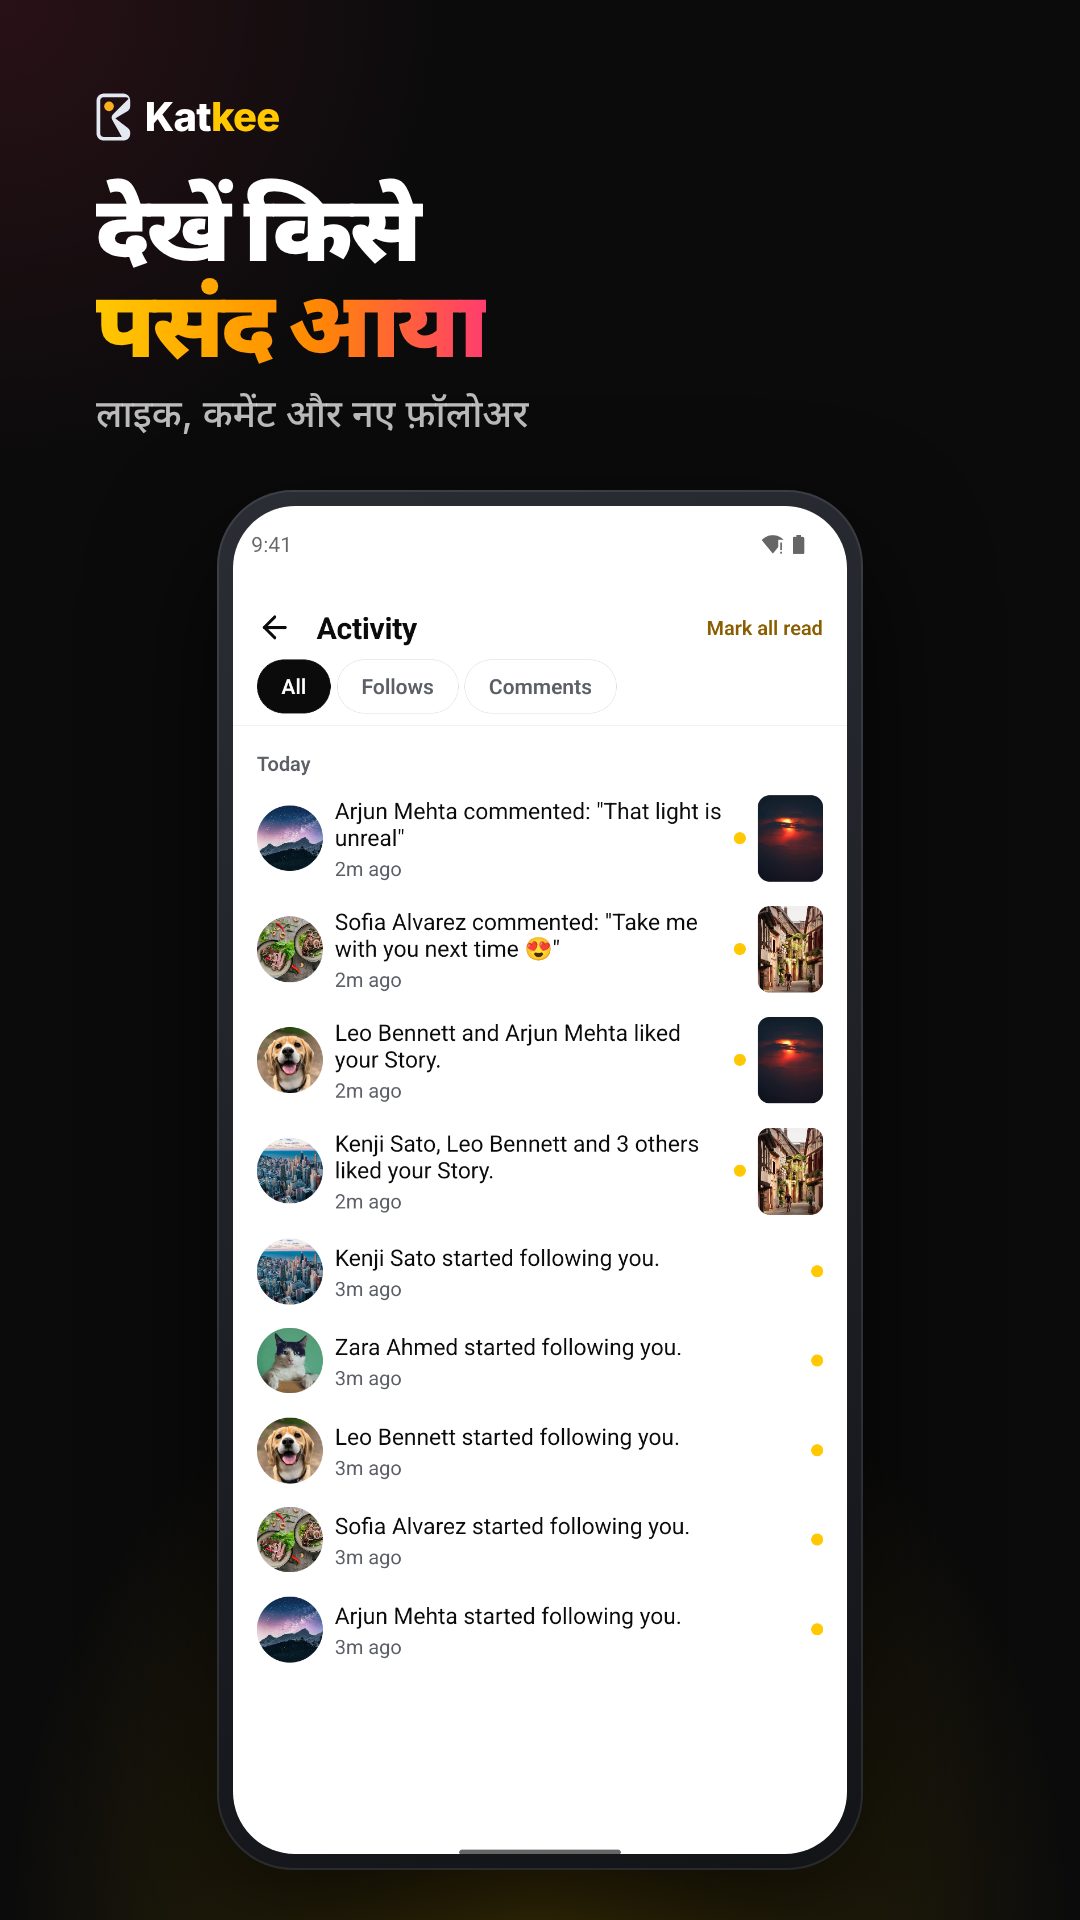 Katkee
देखें किसे
पसंद आया
लाइक, कमेंट और नए फ़ॉलोअर
9:41
Activity
Mark all read
All
Follows
Comments
Today
Arjun Mehta commented: "That light is
unreal"
2m ago
Sofia Alvarez commented: "Take me
with you next time 😍"
2m ago
Leo Bennett and Arjun Mehta liked
your Story.
2m ago
Kenji Sato, Leo Bennett and 3 others
liked your Story.
2m ago
Kenji Sato started following you.
3m ago
Zara Ahmed started following you.
3m ago
Leo Bennett started following you.
3m ago
Sofia Alvarez started following you.
3m ago
Arjun Mehta started following you.
3m ago